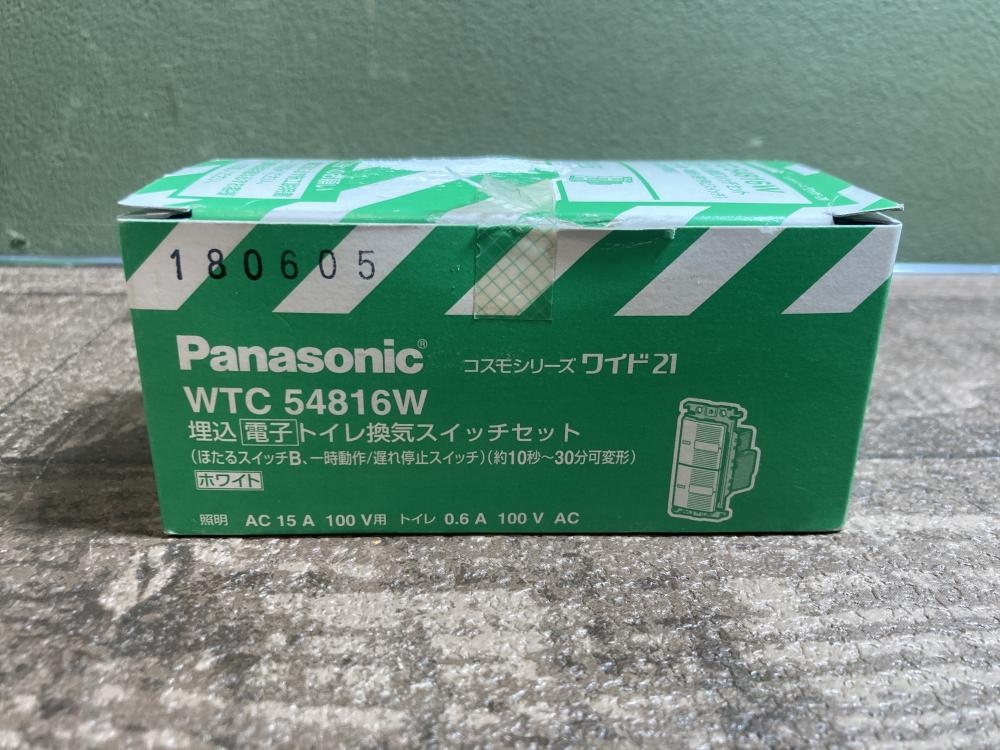 54816W
180605
Panasonic® コスモシリーズ ワイド21
WTC 54816W
埋込 電子 トイレ換気スイッチセット
(ほたるスイッチB、一時動作/遅れ停止スイッチ)(約10秒〜30分可変形)
ホワイト
照明 AC 15 A 100 V用 トイレ 0.6 A 100 V AC